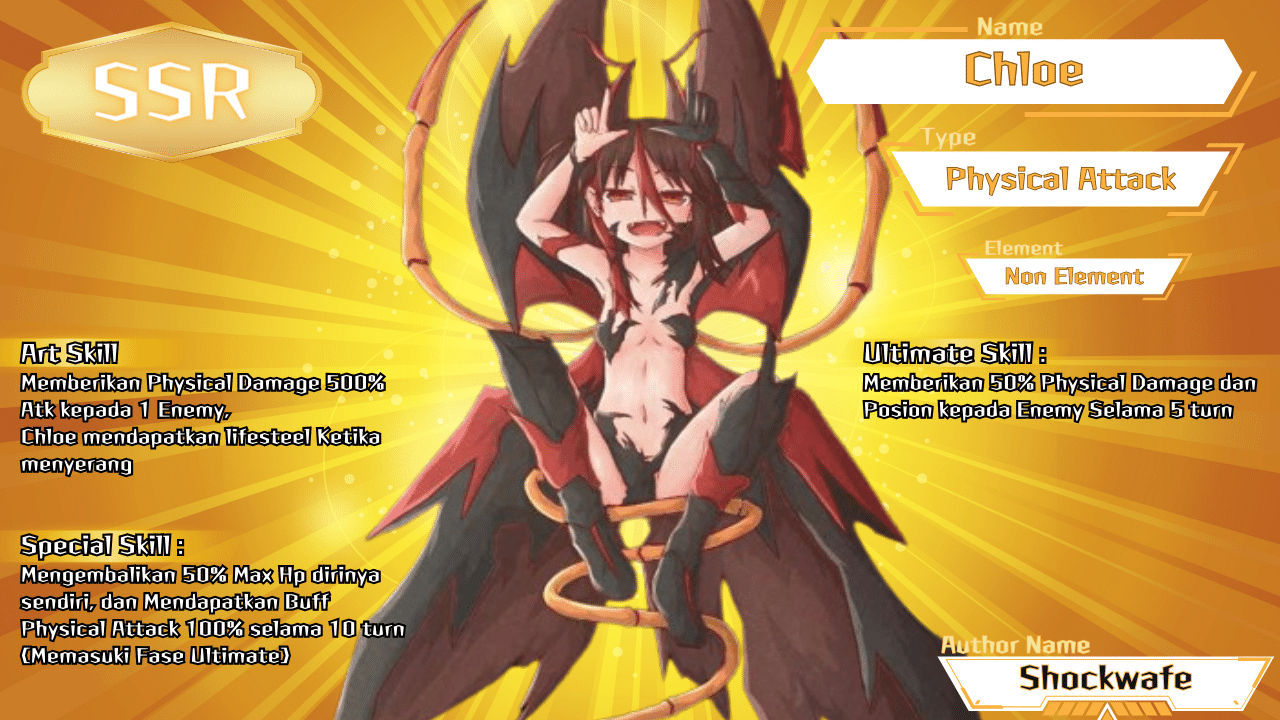 SSR
Name
Chloe
Type
Physical Attack
Element
Non Element
Art Skill
Memberikan Physical Damage 500%
Atk kepada 1 Enemy,
Chloe mendapatkan lifesteel Ketika
menyerang
Special Skill :
Mengembalikan 50% Max Hp dirinya
sendiri, dan Mendapatkan Buff
Physical Attack 100% selama 10 turn
(Memasuki Fase Ultimate)
Ultimate Skill :
Memberikan 50% Physical Damage dan
Posion kepada Enemy Selama 5 turn
Author Name
Shockwafe